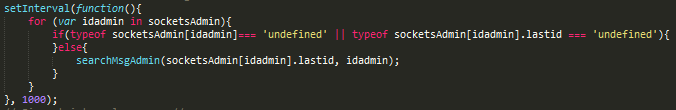 setInterval(function(){
    for (var idadmin in socketsAdmin){
        if(typeof socketsAdmin[idadmin]=== 'undefined' || typeof socketsAdmin[idadmin].lastid === 'undefined'){
        }else{
            searchMsgAdmin(socketsAdmin[idadmin].lastid, idadmin);
        }
    }
}, 1000);